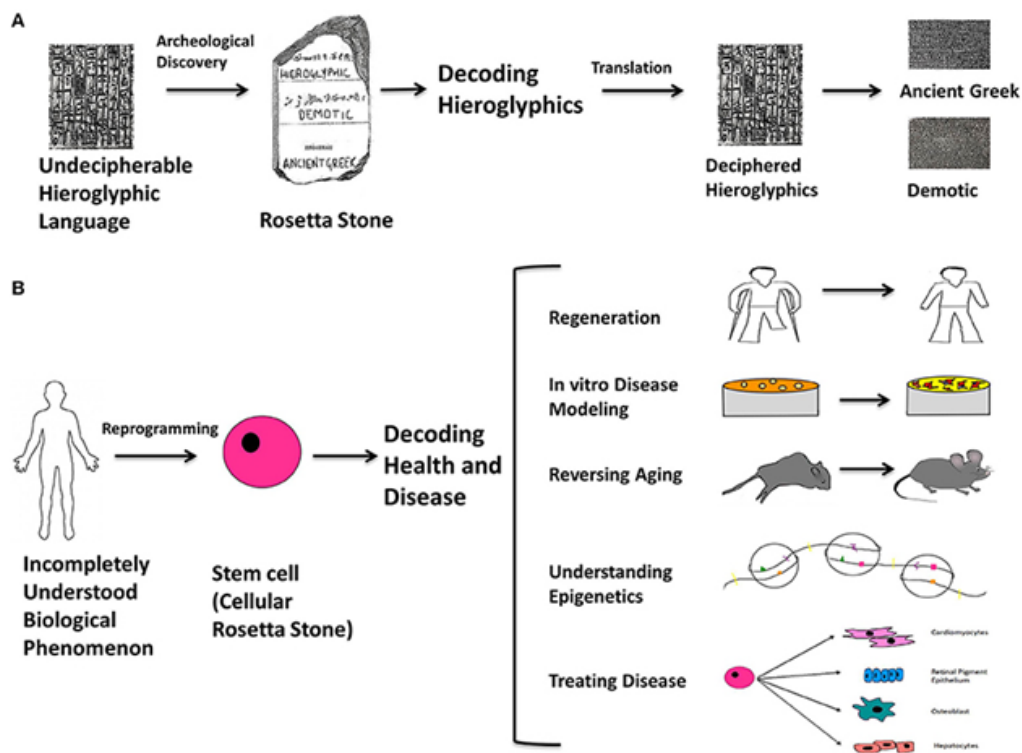 A
Archeological
Discovery
HIEROGLYPHIC
DEMOTIC
ANCIENT GREEK
Undecipherable
Hieroglyphic
Language
Rosetta Stone
Decoding
Hieroglyphics
Translation
Deciphered
Hieroglyphics
Ancient Greek
Demotic
B
Reprogramming
Incompletely
Understood
Biological
Phenomenon
Stem cell
(Cellular
Rosetta Stone)
Decoding
Health and
Disease
Regeneration
In vitro Disease
Modeling
Reversing Aging
Understanding
Epigenetics
Treating Disease
Cardiomyocytes
Retinal Pigment
Epithelium
Osteoblast
Hepatocytes